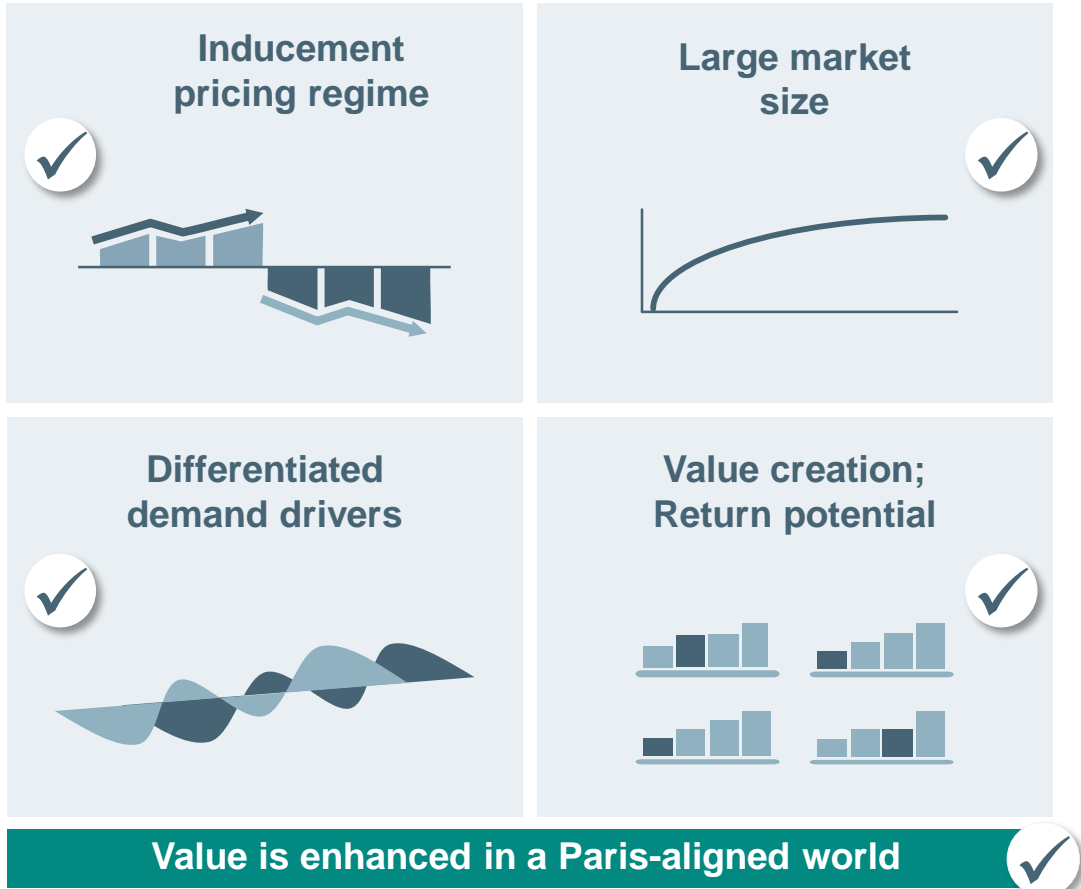 Inducement
pricing regime
Large market
size
Differentiated
demand drivers
Value creation;
Return potential
Value is enhanced in a Paris-aligned world